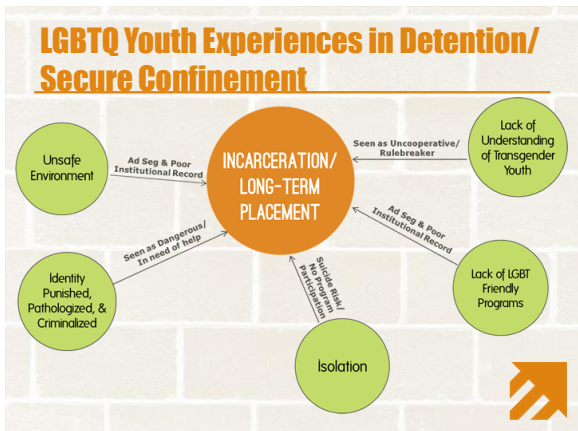 LGBTQ Youth Experiences in Detention/
Secure Confinement
Unsafe
Environment
Ad Seg & Poor
Institutional Record
INCARCERATION/
LONG-TERM
PLACEMENT
Seen as Uncooperative/
Rulebreaker
Lack of
Understanding
of Transgender
Youth
Seen as Dangerous/
In need of help
Ad Seg & Poor
Institutional Record
Identity
Punished,
Pathologized, &
Criminalized
Suicide Risk/
No Program
Participation
Lack of LGBT
Friendly
Programs
Isolation